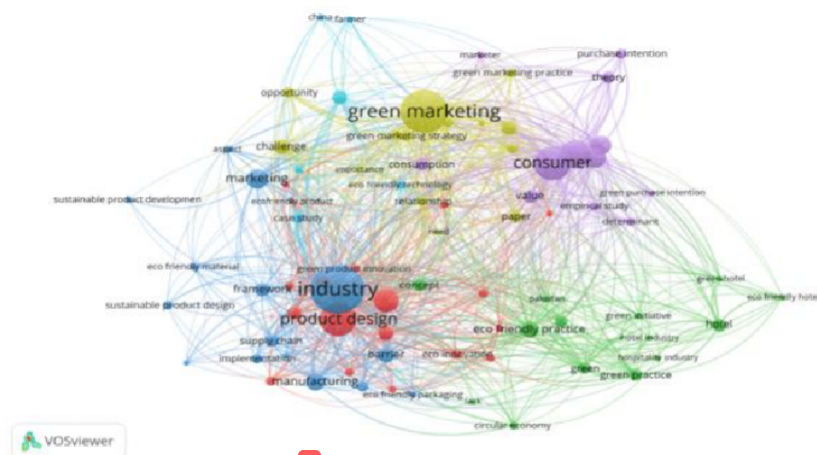 china farmer
marketer
purchase intention
green marketing practice
theory
opportunity
green marketing
green marketing strategy
challenge
aspect
consumer
importance
consumption
marketing
eco friendly technology
value
green purchase intention
sustainable product developmen
eco friendly product
relationship
empirical study
case study
paper
determinant
need
eco friendly material
green product innovation
green hotel
framework
industry
concept
pakistan
eco friendly hotel
sustainable product design
product design
green initiative
eco friendly practice
hotel
supply chain
hotel industry
implementation
barrier
eco innovation
hospitality industry
green
green practice
manufacturing
eco friendly packaging
circular economy
VOSviewer